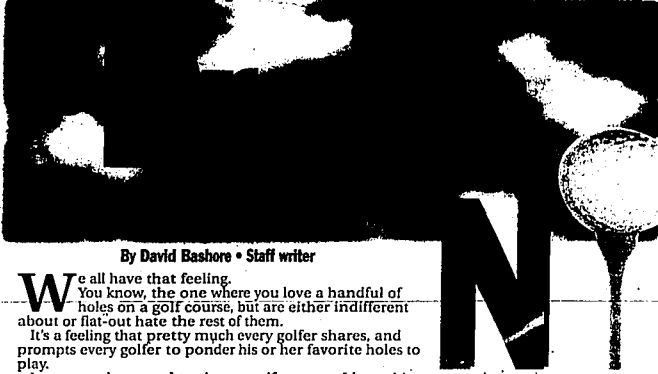 By David Bashore • Staff writer
We all have that feeling.
You know, the one where you love a handful of
holes on a golf course, but are either indifferent
about or flat-out hate the rest of them.
It's a feeling that pretty much every golfer shares, and
prompts every golfer to ponder his or her favorite holes to
play.
N